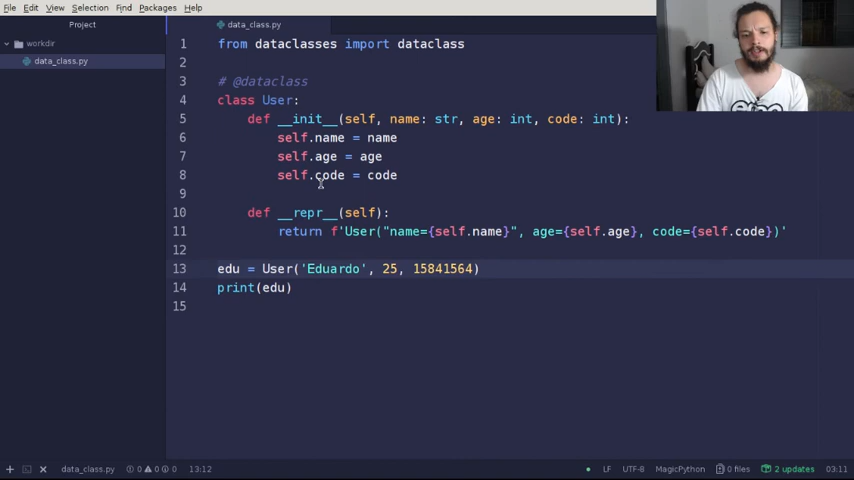 File Edit View Selection Find Packages Help
Project
data_class.py
workdir
data_class.py
1 from dataclasses import dataclass
2
3 # @dataclass
4 class User:
5 def __init__(self, name: str, age: int, code: int):
6 self.name = name
7 self.age = age
8 self.code = code
9
10 def __repr__(self):
11 return f'User("name={self.name}", age={self.age}, code={self.code})'
12
13 edu = User('Eduardo', 25, 15841564)
14 print(edu)
15
data_class.py 0 0 0 13:12 LF UTF-8 MagicPython 0 files 2 updates 03:11